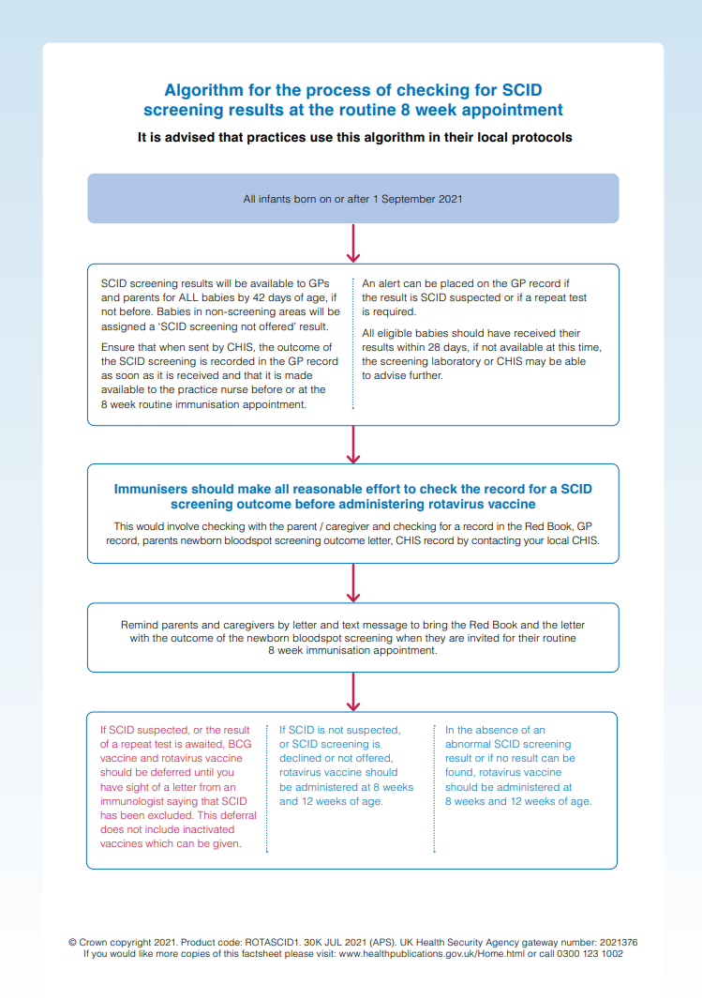 Algorithm for the process of checking for SCID
screening results at the routine 8 week appointment
It is advised that practices use this algorithm in their local protocols
All infants born on or after 1 September 2021
SCID screening results will be available to GPs
and parents for ALL babies by 42 days of age, if
not before. Babies in non-screening areas will be
assigned a ‘SCID screening not offered’ result.
Ensure that when sent by CHIS, the outcome of
the SCID screening is recorded in the GP record
as soon as it is received and that it is made
available to the practice nurse before or at the
8 week routine immunisation appointment.
An alert can be placed on the GP record if
the result is SCID suspected or if a repeat test
is required.
All eligible babies should have received their
results within 28 days, if not available at this time,
the screening laboratory or CHIS may be able
to advise further.
Immunisers should make all reasonable effort to check the record for a SCID
screening outcome before administering rotavirus vaccine
This would involve checking with the parent / caregiver and checking for a record in the Red Book, GP
record, parents newborn bloodspot screening outcome letter, CHIS record by contacting your local CHIS.
Remind parents and caregivers by letter and text message to bring the Red Book and the letter
with the outcome of the newborn bloodspot screening when they are invited for their routine
8 week immunisation appointment.
If SCID suspected, or the result
of a repeat test is awaited, BCG
vaccine and rotavirus vaccine
should be deferred until you
have sight of a letter from an
immunologist saying that SCID
has been excluded. This deferral
does not include inactivated
vaccines which can be given.
If SCID is not suspected,
or SCID screening is
declined or not offered,
rotavirus vaccine should
be administered at 8 weeks
and 12 weeks of age.
In the absence of an
abnormal SCID screening
result or if no result can be
found, rotavirus vaccine
should be administered at
8 weeks and 12 weeks of age.
© Crown copyright 2021. Product code: ROTASCID1. 30K JUL 2021 (APS). UK Health Security Agency gateway number: 2021376
If you would like more copies of this factsheet please visit: www.healthpublications.gov.uk/Home.html or call 0300 123 1002